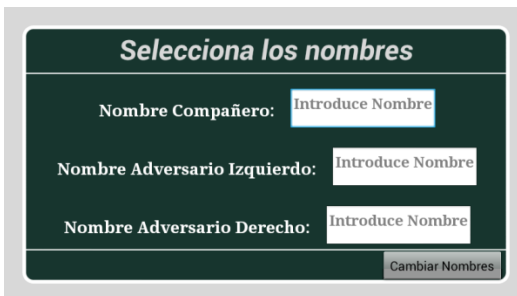 Selecciona los nombres
Nombre Compañero: Introduce Nombre
Nombre Adversario Izquierdo: Introduce Nombre
Nombre Adversario Derecho: Introduce Nombre
Cambiar Nombres